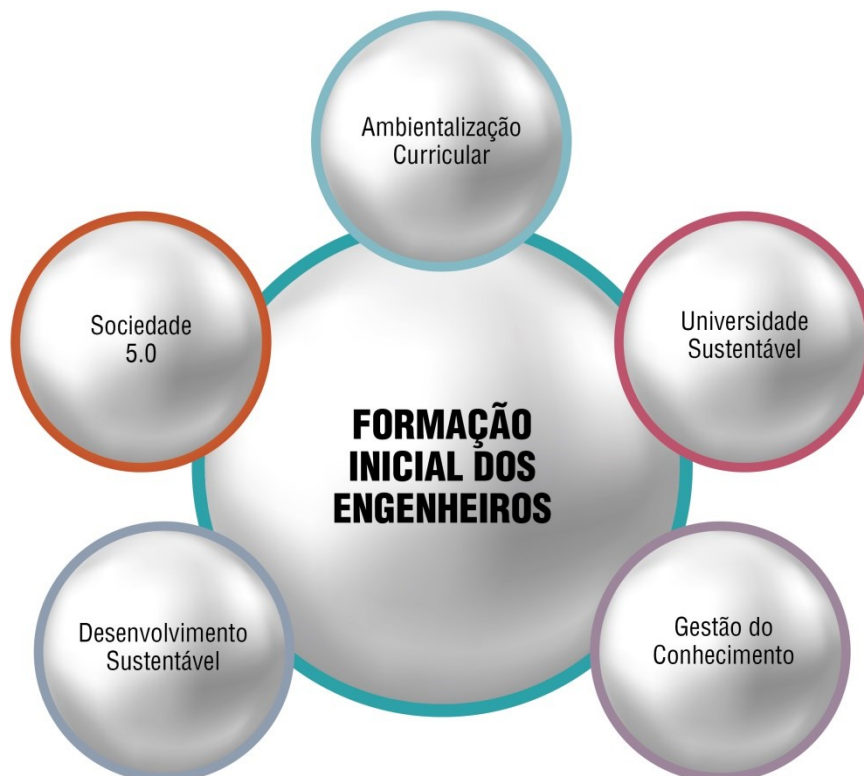 Ambientalização
Curricular
Sociedade
5.0
Universidade
Sustentável
FORMAÇÃO
INICIAL DOS
ENGENHEIROS
Desenvolvimento
Sustentável
Gestão do
Conhecimento